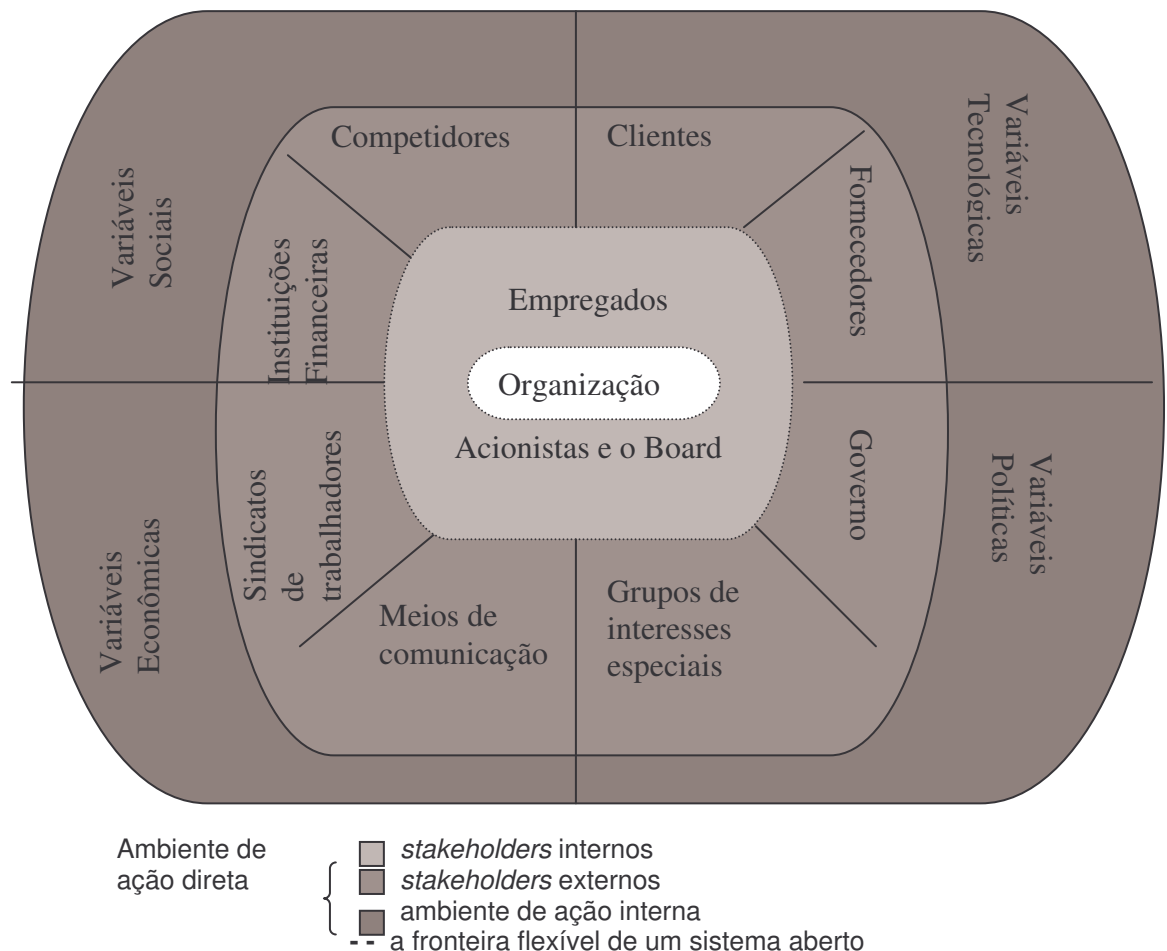 Competidores
Clientes
Variáveis
Tecnológicas
Variáveis
Sociais
Instituições
Financeiras
Fornecedores
Empregados
Organização
Acionistas e o Board
Sindicatos
de
trabalhadores
Governo
Variáveis
Econômicas
Variáveis
Políticas
Meios de
comunicação
Grupos de
interesses
especiais
Ambiente de
ação direta
stakeholders internos
stakeholders externos
ambiente de ação interna
a fronteira flexível de um sistema aberto